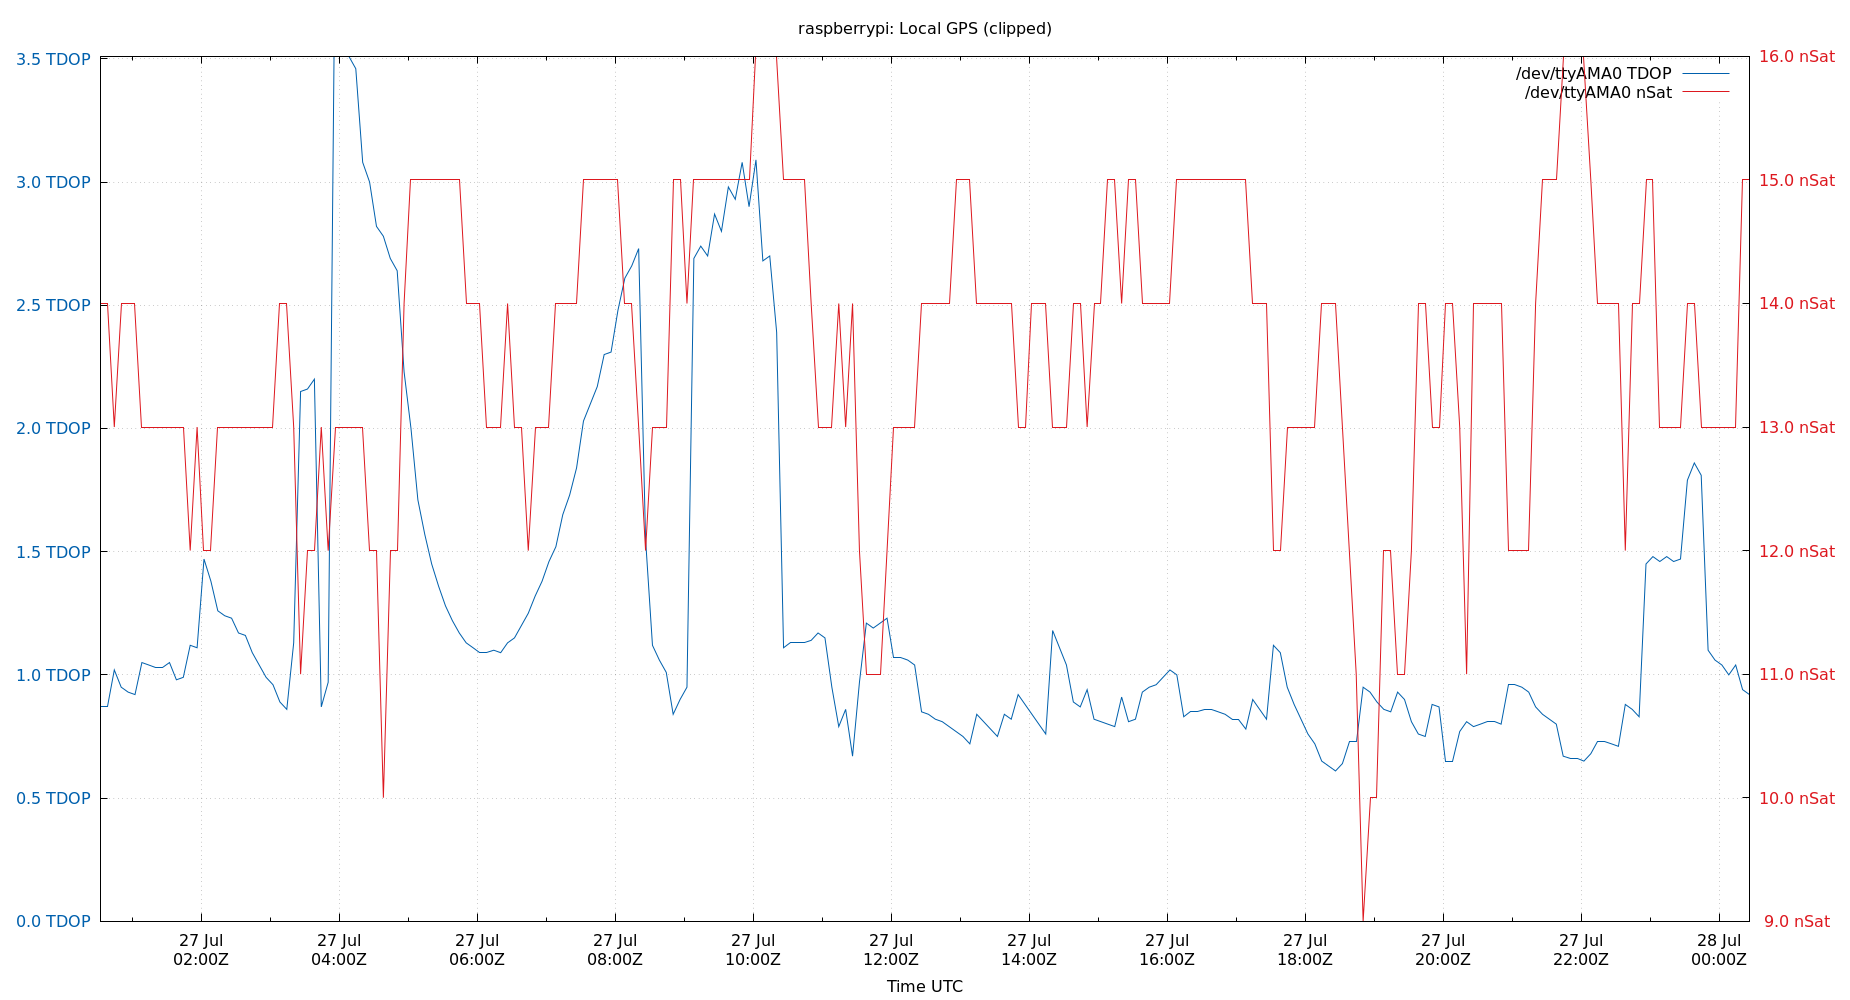 raspberrypi: Local GPS (clipped)
3.5 TDOP
3.0 TDOP
2.5 TDOP
2.0 TDOP
1.5 TDOP
1.0 TDOP
0.5 TDOP
0.0 TDOP
16.0 nSat
15.0 nSat
14.0 nSat
13.0 nSat
12.0 nSat
11.0 nSat
10.0 nSat
9.0 nSat
/dev/ttyAMA0 TDOP
/dev/ttyAMA0 nSat
27 Jul
02:00Z
27 Jul
04:00Z
27 Jul
06:00Z
27 Jul
08:00Z
27 Jul
10:00Z
27 Jul
12:00Z
27 Jul
14:00Z
27 Jul
16:00Z
27 Jul
18:00Z
27 Jul
20:00Z
27 Jul
22:00Z
28 Jul
00:00Z
Time UTC